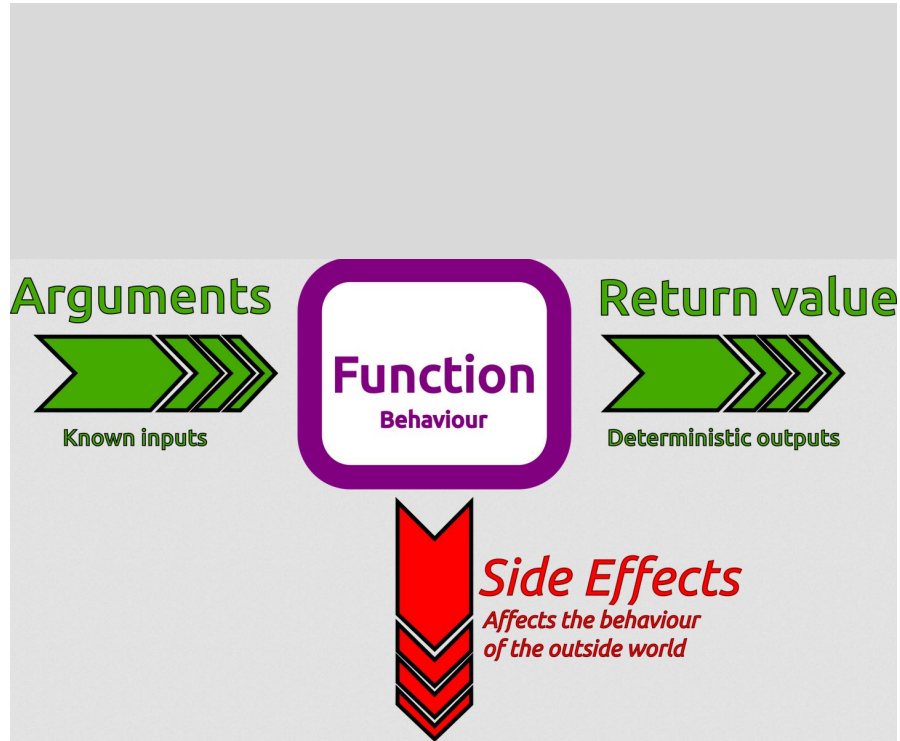 Arguments
Return value
Function
Behaviour
Known inputs
Deterministic outputs
Side Effects
Affects the behaviour
of the outside world